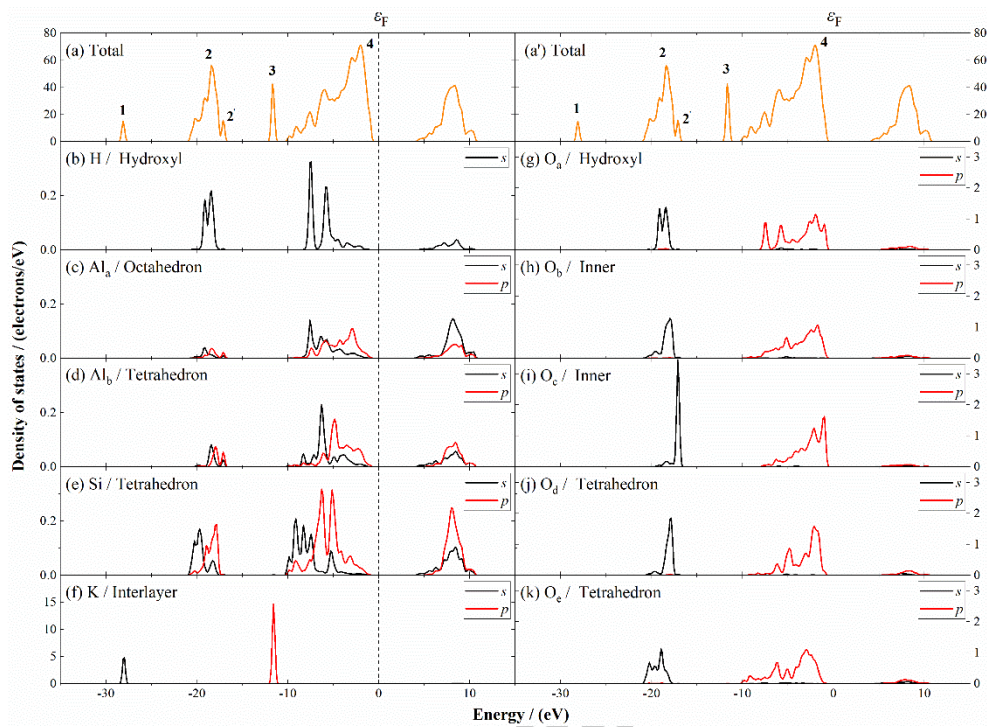 εF
εF
(a) Total
1
2
2'
3
4
(a') Total
1
2
2'
3
4
80
60
40
20
0
80
60
40
20
0
(b) H / Hydroxyl
s
0.2
0.0
(g) Oa / Hydroxyl
s
p
3
2
1
0
(c) Ala / Octahedron
s
p
0.2
0.0
(h) Ob / Inner
s
p
3
2
1
0
(d) Alb / Tetrahedron
s
p
0.2
0.0
(i) Oc / Inner
s
p
3
2
1
0
(e) Si / Tetrahedron
s
p
0.2
0.0
(j) Od / Tetrahedron
s
p
3
2
1
0
(f) K / Interlayer
s
p
15
10
5
0
(k) Oe / Tetrahedron
s
p
3
2
1
0
-30 -20 -10 0 10 -30 -20 -10 0 10
Density of states / (electrons/eV)
Energy / (eV)